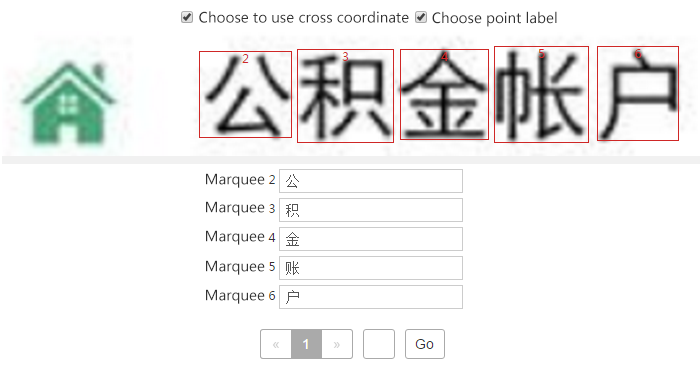 Choose to use cross coordinate Choose point label
2 3 4 5 6
公积金帐户
Marquee 2 公
Marquee 3 积
Marquee 4 金
Marquee 5 账
Marquee 6 户
« 1 » Go